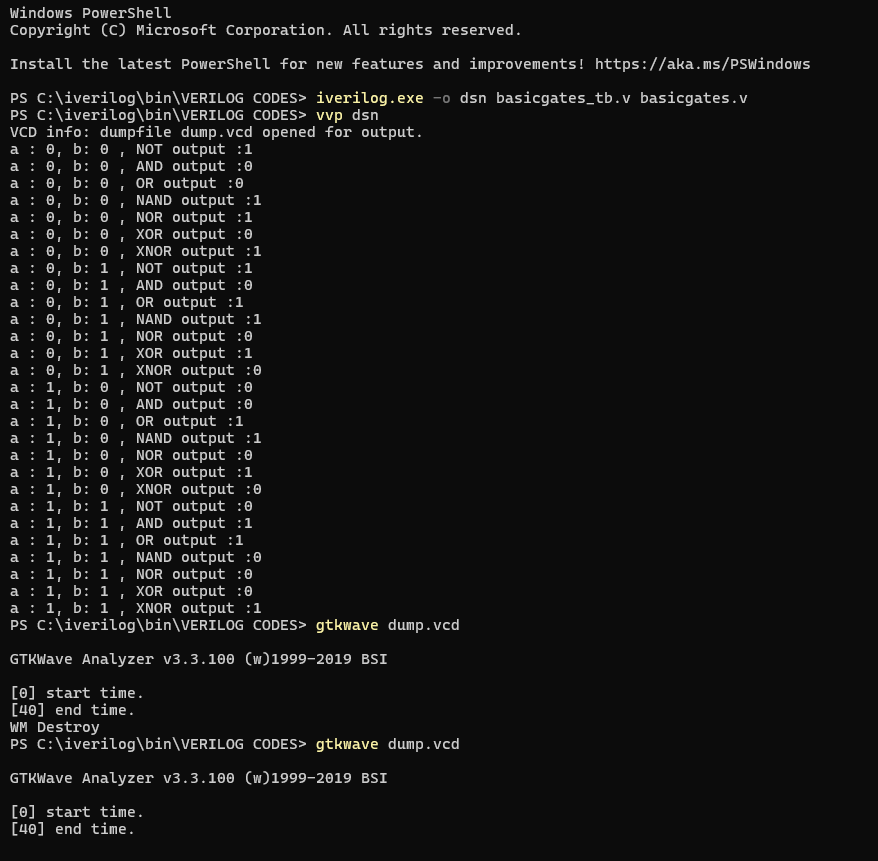 Windows PowerShell
Copyright (C) Microsoft Corporation. All rights reserved.
Install the latest PowerShell for new features and improvements! https://aka.ms/PSWindows
PS C:\iverilog\bin\VERILOG CODES> iverilog.exe -o dsn basicgates_tb.v basicgates.v
PS C:\iverilog\bin\VERILOG CODES> vvp dsn
VCD info: dumpfile dump.vcd opened for output.
a : 0, b: 0 , NOT output :1
a : 0, b: 0 , AND output :0
a : 0, b: 0 , OR output :0
a : 0, b: 0 , NAND output :1
a : 0, b: 0 , NOR output :1
a : 0, b: 0 , XOR output :0
a : 0, b: 0 , XNOR output :1
a : 0, b: 1 , NOT output :1
a : 0, b: 1 , AND output :0
a : 0, b: 1 , OR output :1
a : 0, b: 1 , NAND output :1
a : 0, b: 1 , NOR output :0
a : 0, b: 1 , XOR output :1
a : 0, b: 1 , XNOR output :0
a : 1, b: 0 , NOT output :0
a : 1, b: 0 , AND output :0
a : 1, b: 0 , OR output :1
a : 1, b: 0 , NAND output :1
a : 1, b: 0 , NOR output :0
a : 1, b: 0 , XOR output :1
a : 1, b: 0 , XNOR output :0
a : 1, b: 1 , NOT output :0
a : 1, b: 1 , AND output :1
a : 1, b: 1 , OR output :1
a : 1, b: 1 , NAND output :0
a : 1, b: 1 , NOR output :0
a : 1, b: 1 , XOR output :0
a : 1, b: 1 , XNOR output :1
PS C:\iverilog\bin\VERILOG CODES> gtkwave dump.vcd
GTKWave Analyzer v3.3.100 (w)1999-2019 BSI
[0] start time.
[40] end time.
WM Destroy
PS C:\iverilog\bin\VERILOG CODES> gtkwave dump.vcd
GTKWave Analyzer v3.3.100 (w)1999-2019 BSI
[0] start time.
[40] end time.